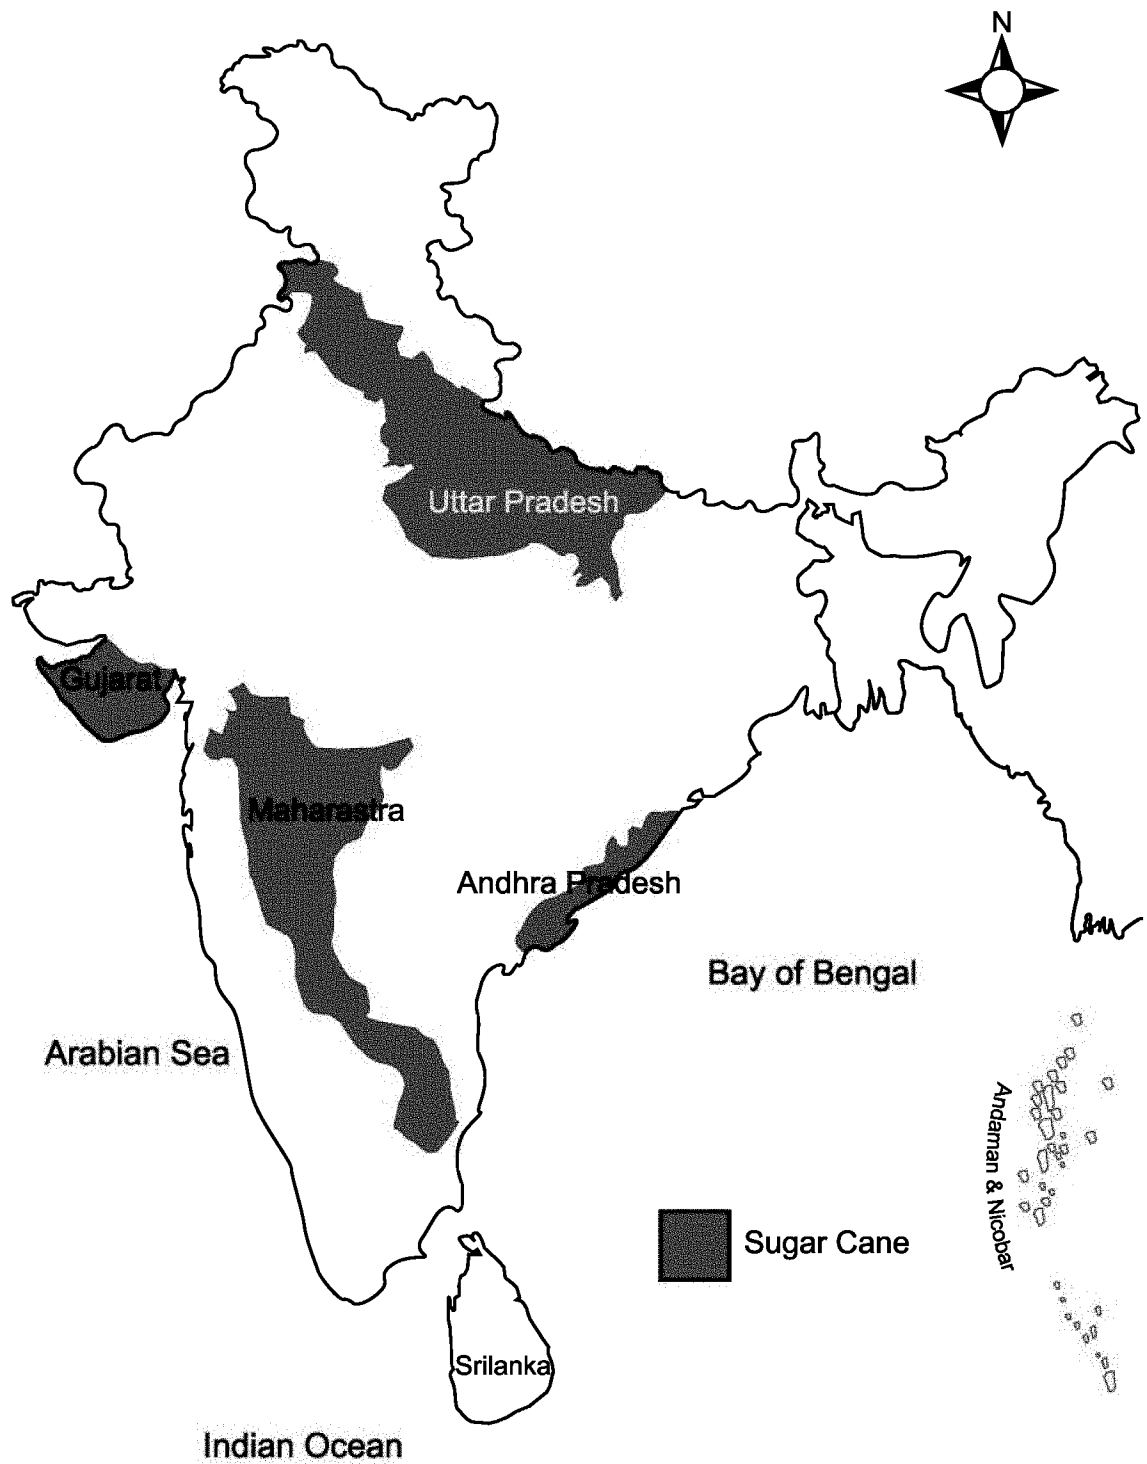 N
Uttar Pradesh
Gujarat
Maharastra
Andhra Pradesh
Bay of Bengal
Arabian Sea
Andaman & Nicobar
Sugar Cane
Srilanka
Indian Ocean